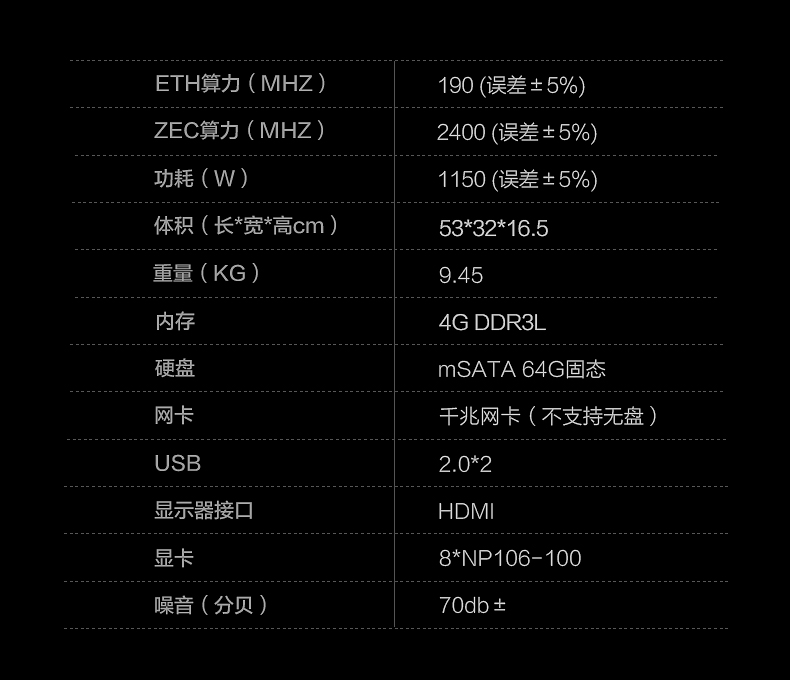 ETH算力（MHZ） 190 (误差±5%)
ZEC算力（MHZ） 2400 (误差±5%)
功耗（W） 1150 (误差±5%)
体积（长*宽*高cm） 53*32*16.5
重量（KG） 9.45
内存 4G DDR3L
硬盘 mSATA 64G固态
网卡 千兆网卡（不支持无盘）
USB 2.0*2
显示器接口 HDMI
显卡 8*NP106-100
噪音（分贝） 70db±